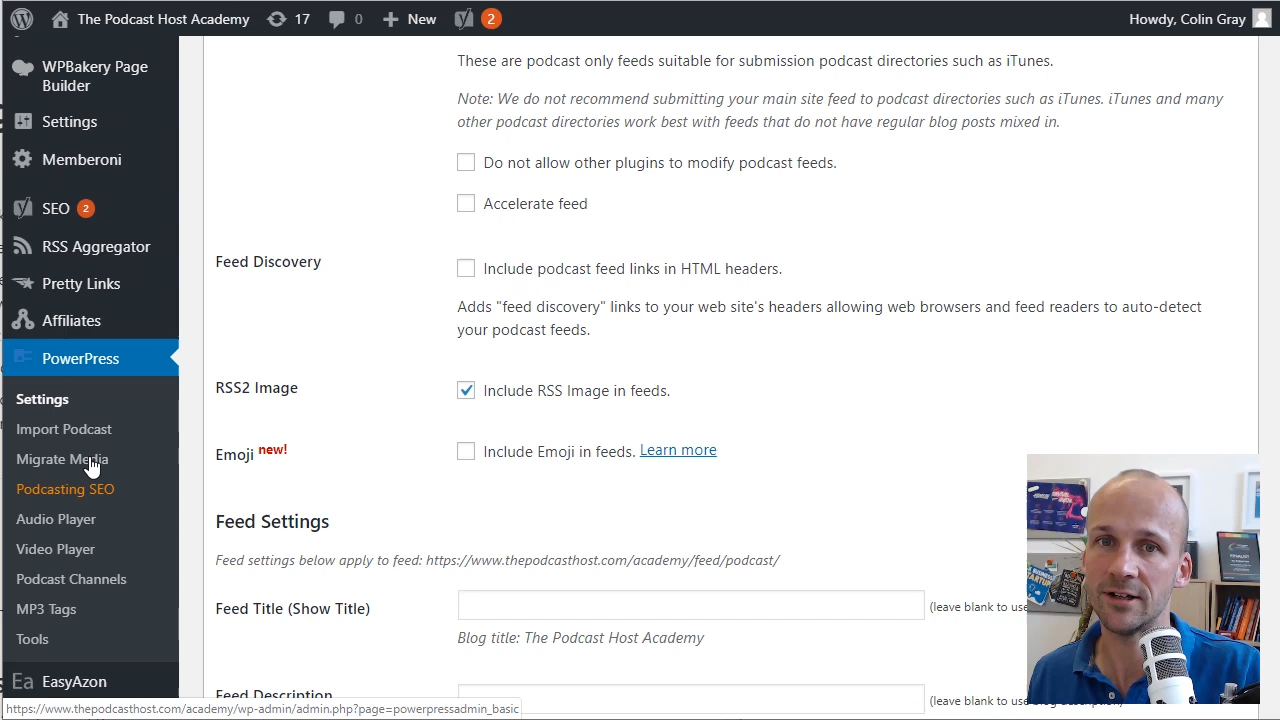 The Podcast Host Academy 17 0 New 2 Howdy, Colin Gray
WPBakery Page
Builder
Settings
Memberoni
SEO 2
RSS Aggregator
Pretty Links
Affiliates
PowerPress
Settings
Import Podcast
Migrate Media
Podcasting SEO
Audio Player
Video Player
Podcast Channels
MP3 Tags
Tools
Ea EasyAzon
These are podcast only feeds suitable for submission podcast directories such as iTunes.
Note: We do not recommend submitting your main site feed to podcast directories such as iTunes. iTunes and many
other podcast directories work best with feeds that do not have regular blog posts mixed in.
Do not allow other plugins to modify podcast feeds.
Accelerate feed
Feed Discovery
Include podcast feed links in HTML headers.
Adds "feed discovery" links to your web site's headers allowing web browsers and feed readers to auto-detect
your podcast feeds.
RSS2 Image
Include RSS Image in feeds.
Emoji new!
Include Emoji in feeds. Learn more
Feed Settings
Feed settings below apply to feed: https://www.thepodcasthost.com/academy/feed/podcast/
Feed Title (Show Title)
(leave blank to use
Blog title: The Podcast Host Academy
Feed Description
(leave blank to use blog description)
https://www.thepodcasthost.com/academy/wp-admin/admin.php?page=powerpressadmin_basic